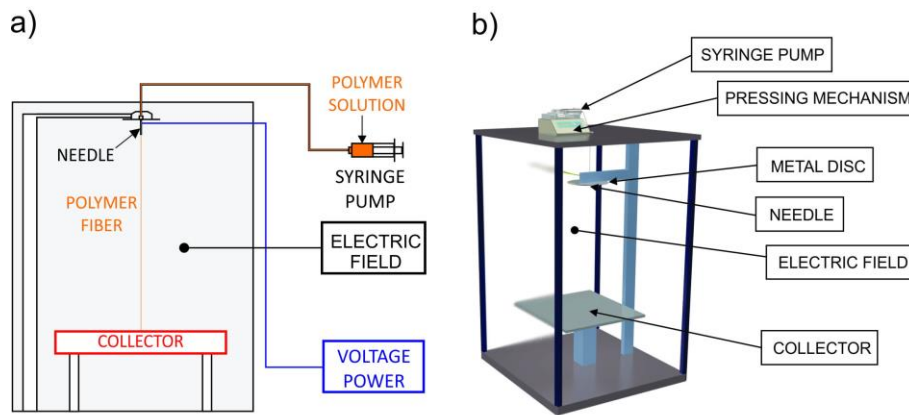 a)
POLYMER
SOLUTION
NEEDLE
SYRINGE
PUMP
POLYMER
FIBER
ELECTRIC
FIELD
COLLECTOR
VOLTAGE
POWER
b)
SYRINGE PUMP
PRESSING MECHANISM
METAL DISC
NEEDLE
ELECTRIC FIELD
COLLECTOR